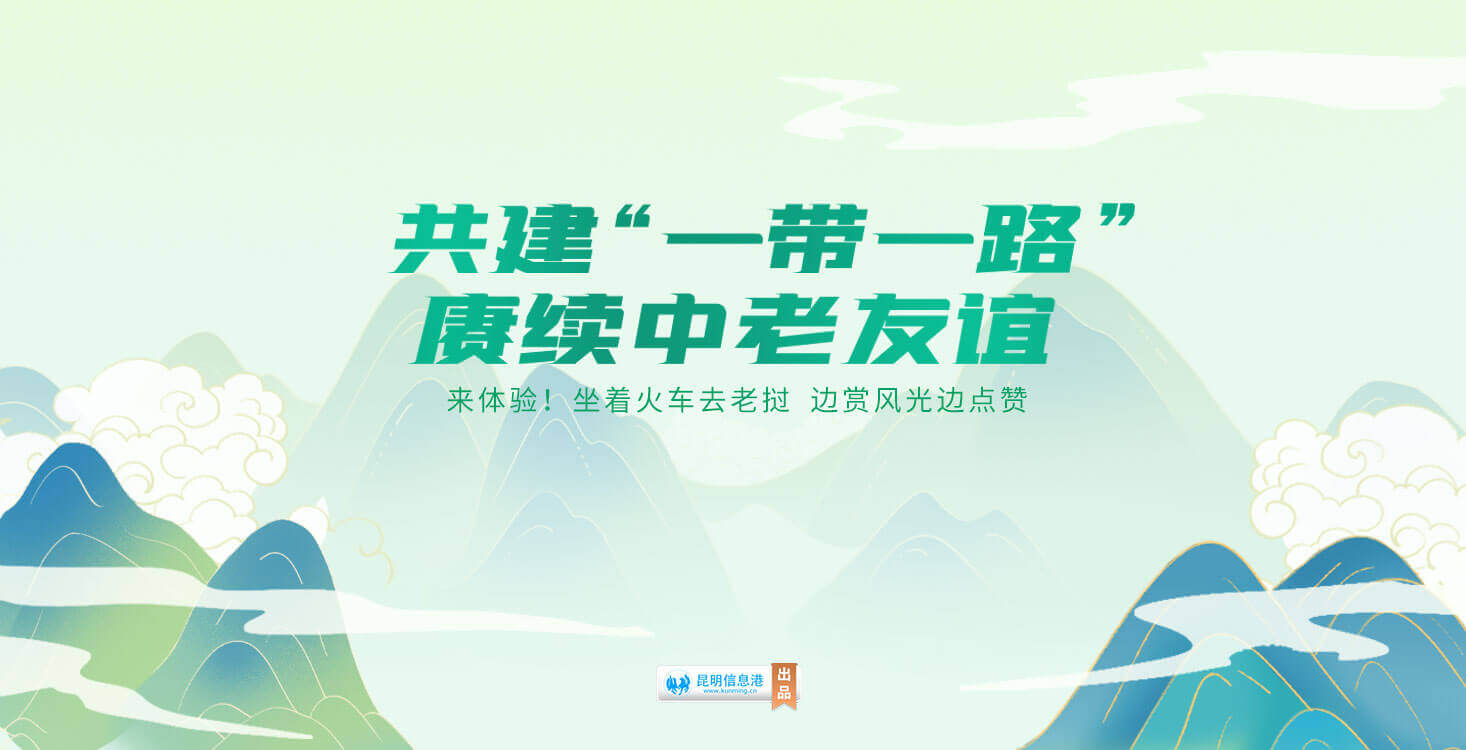 共建“一带一路”
赓续中老友谊
来体验！坐着火车去老挝 边赏风光边点赞
昆明信息港
www.kunming.cn
出品